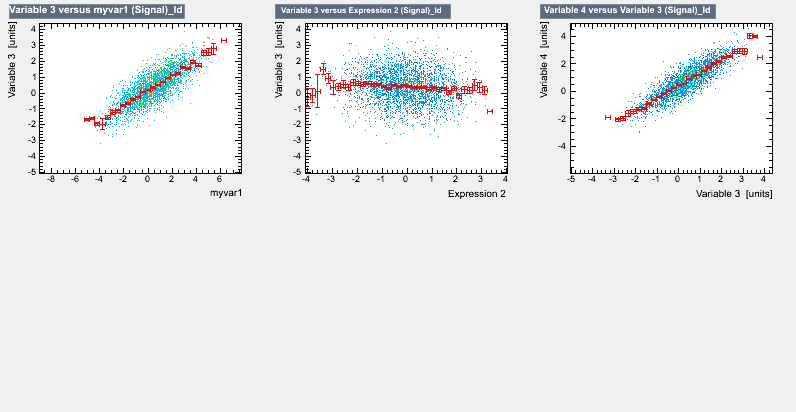 Variable 3 versus myvar1 (Signal)_Id
Variable 3 [units]
4
3
2
1
0
-1
-2
-3
-4
-5
-8 -6 -4 -2 0 2 4 6
myvar1
Variable 3 versus Expression 2 (Signal)_Id
Variable 3 [units]
4
3
2
1
0
-1
-2
-3
-4
-5
-4 -3 -2 -1 0 1 2 3 4
Expression 2
Variable 4 versus Variable 3 (Signal)_Id
Variable 4 [units]
4
2
0
-2
-4
-5 -4 -3 -2 -1 0 1 2 3 4
Variable 3 [units]